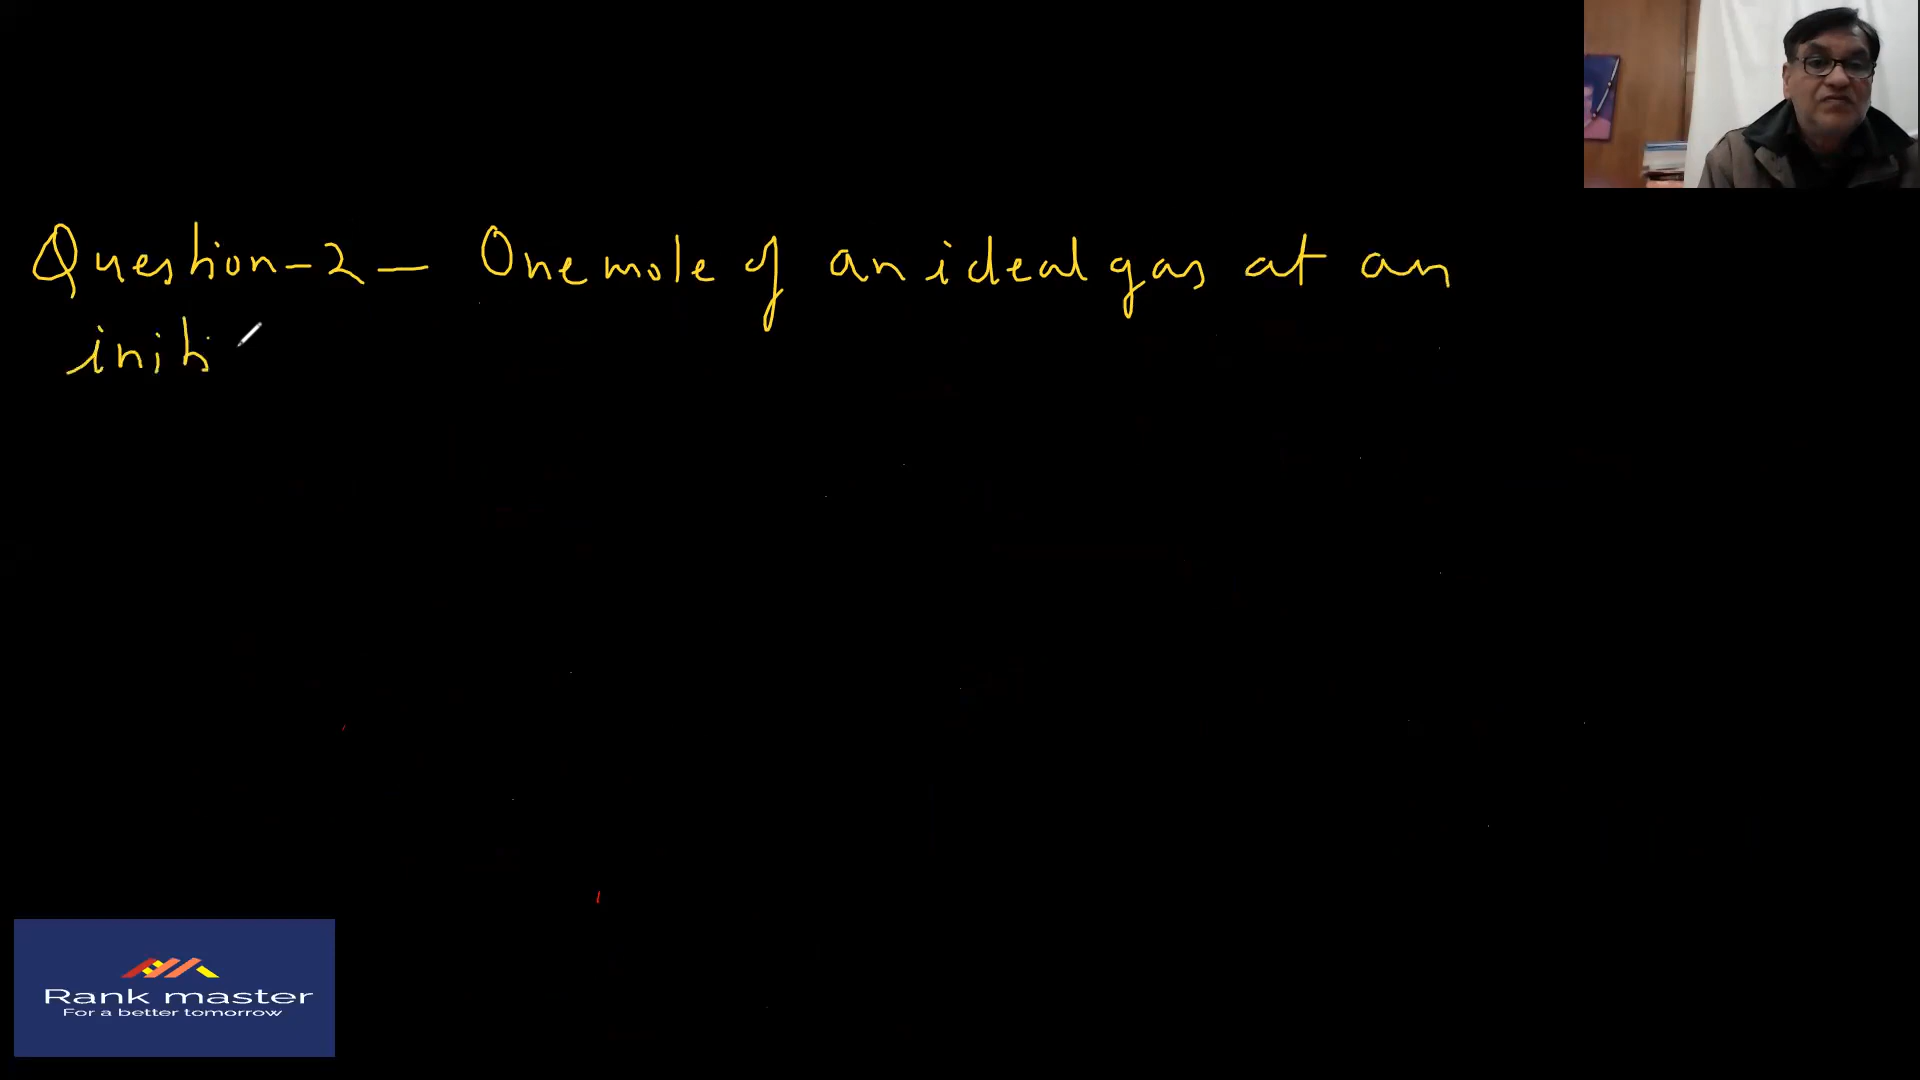 Question-2- One mole of an ideal gas at an
initi
Rank master
For a better tomorrow